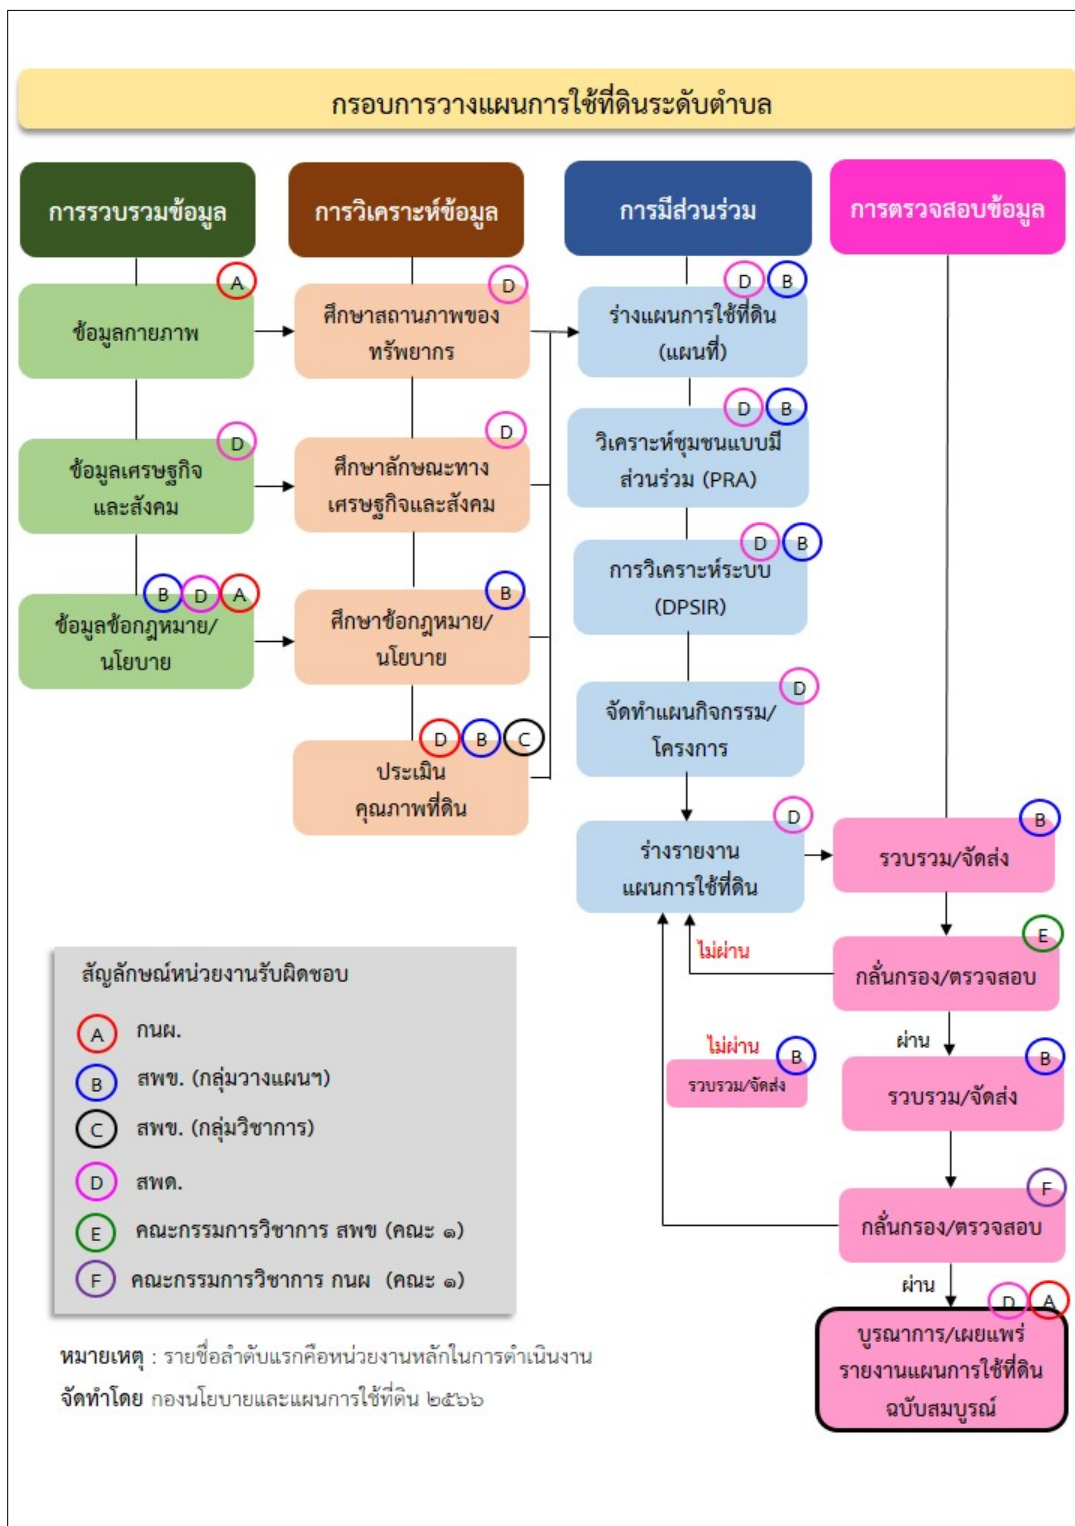 กรอบการวางแผนการใช้ที่ดินระดับตำบล
การรวบรวมข้อมูล
A
ข้อมูลกายภาพ
D
ข้อมูลเศรษฐกิจ
และสังคม
B D A
ข้อมูลข้อกฎหมาย/
นโยบาย
การวิเคราะห์ข้อมูล
D
ศึกษาสถานภาพของ
ทรัพยากร
D
ศึกษาลักษณะทาง
เศรษฐกิจและสังคม
B
ศึกษาข้อกฎหมาย/
นโยบาย
D B C
ประเมิน
คุณภาพที่ดิน
การมีส่วนร่วม
D B
ร่างแผนการใช้ที่ดิน
(แผนที่)
D B
วิเคราะห์ชุมชนแบบมี
ส่วนร่วม (PRA)
D B
การวิเคราะห์ระบบ
(DPSIR)
D
จัดทำแผนกิจกรรม/
โครงการ
D
ร่างรายงาน
แผนการใช้ที่ดิน
การตรวจสอบข้อมูล
B
รวบรวม/จัดส่ง
E
กลั่นกรอง/ตรวจสอบ
ไม่ผ่าน
ผ่าน
B
รวบรวม/จัดส่ง
ไม่ผ่าน
B
รวบรวม/จัดส่ง
F
กลั่นกรอง/ตรวจสอบ
ผ่าน
D A
บูรณาการ/เผยแพร่
รายงานแผนการใช้ที่ดิน
ฉบับสมบูรณ์
สัญลักษณ์หน่วยงานรับผิดชอบ
A กนผ.
B สพข. (กลุ่มวางแผนฯ)
C สพข. (กลุ่มวิชาการ)
D สพด.
E คณะกรรมการวิชาการ สพข (คณะ ๑)
F คณะกรรมการวิชาการ กนผ (คณะ ๑)
หมายเหตุ : รายชื่อลำดับแรกคือหน่วยงานหลักในการดำเนินงาน
จัดทำโดย กองนโยบายและแผนการใช้ที่ดิน ๒๕๖๖